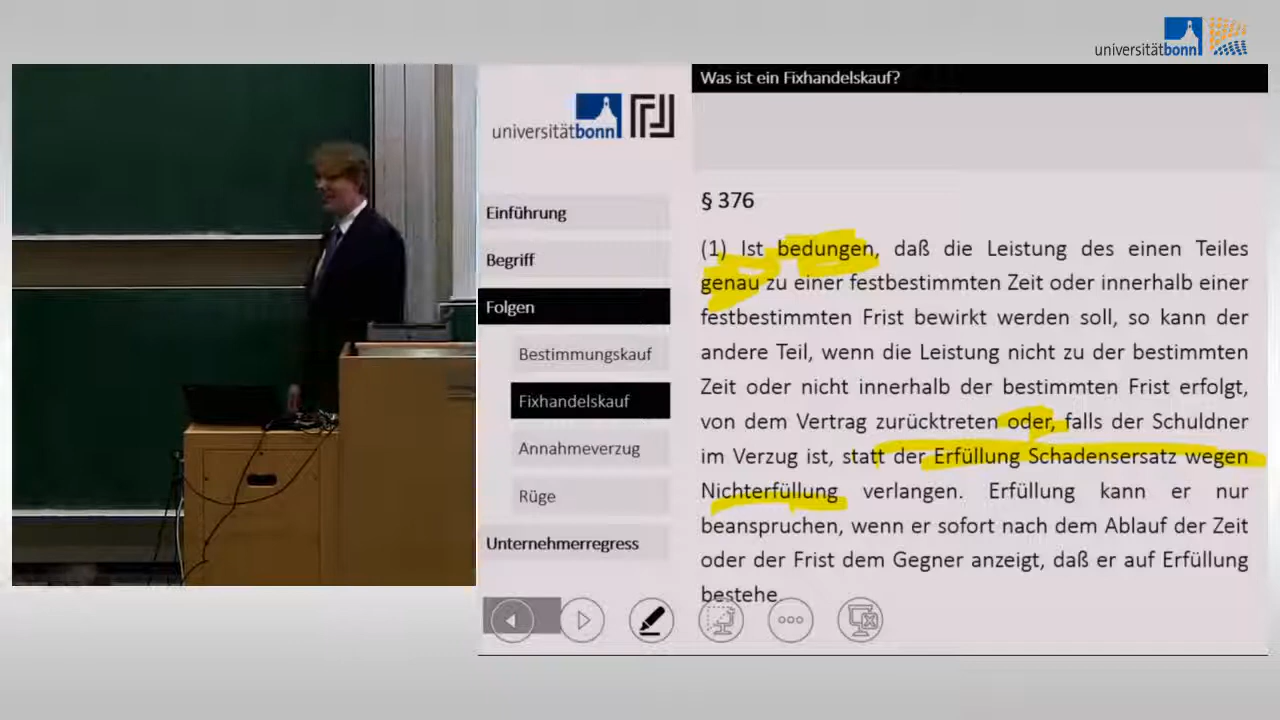 universitätbonn
Was ist ein Fixhandelskauf?
universitätbonn
Einführung
Begriff
Folgen
Bestimmungskauf
Fixhandelskauf
Annahmeverzug
Rüge
Unternehmerregress
§ 376
(1) Ist bedungen, daß die Leistung des einen Teiles
genau zu einer festbestimmten Zeit oder innerhalb einer
festbestimmten Frist bewirkt werden soll, so kann der
andere Teil, wenn die Leistung nicht zu der bestimmten
Zeit oder nicht innerhalb der bestimmten Frist erfolgt,
von dem Vertrag zurücktreten oder, falls der Schuldner
im Verzug ist, statt der Erfüllung Schadensersatz wegen
Nichterfüllung verlangen. Erfüllung kann er nur
beanspruchen, wenn er sofort nach dem Ablauf der Zeit
oder der Frist dem Gegner anzeigt, daß er auf Erfüllung
bestehe.